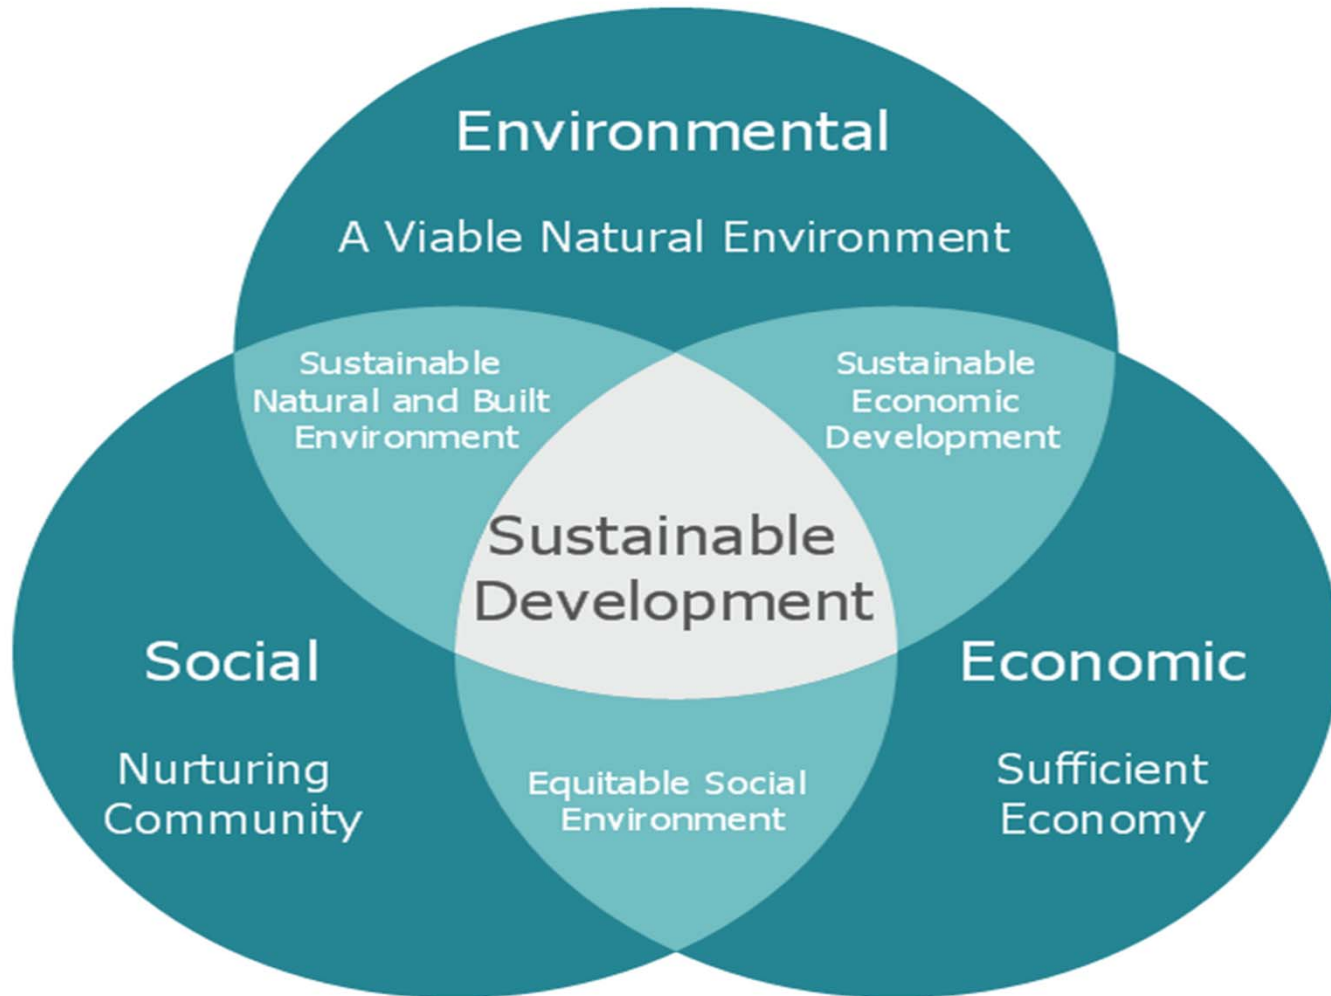 Environmental
A Viable Natural Environment
Sustainable
Natural and Built
Environment
Sustainable
Economic
Development
Sustainable
Development
Social
Nurturing
Community
Equitable Social
Environment
Economic
Sufficient
Economy